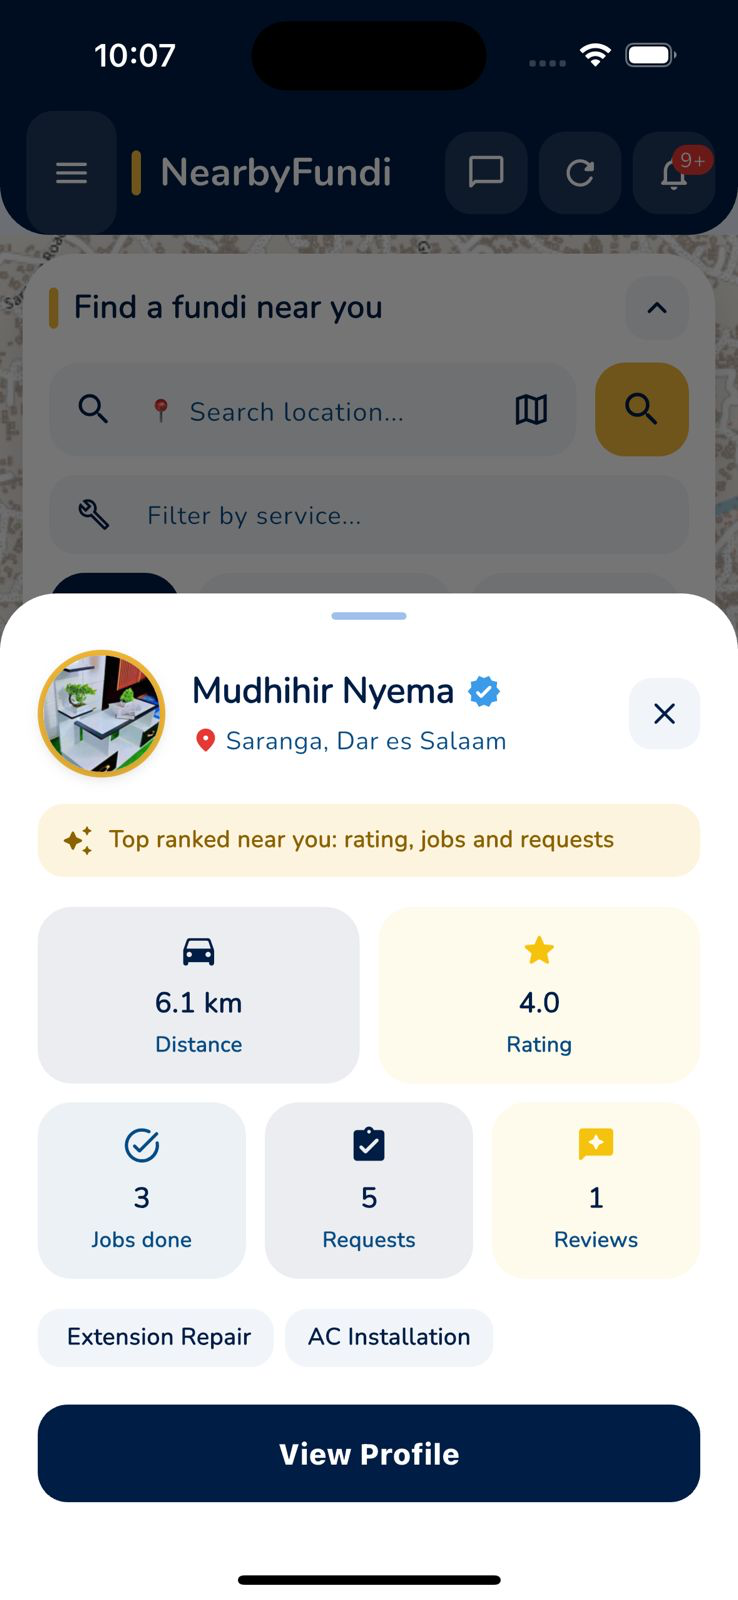 10:07
NearbyFundi
9+
Find a fundi near you
Search location...
Filter by service...
Mudhihir Nyema
Saranga, Dar es Salaam
Top ranked near you: rating, jobs and requests
6.1 km
Distance
4.0
Rating
3
Jobs done
5
Requests
1
Reviews
Extension Repair
AC Installation
View Profile